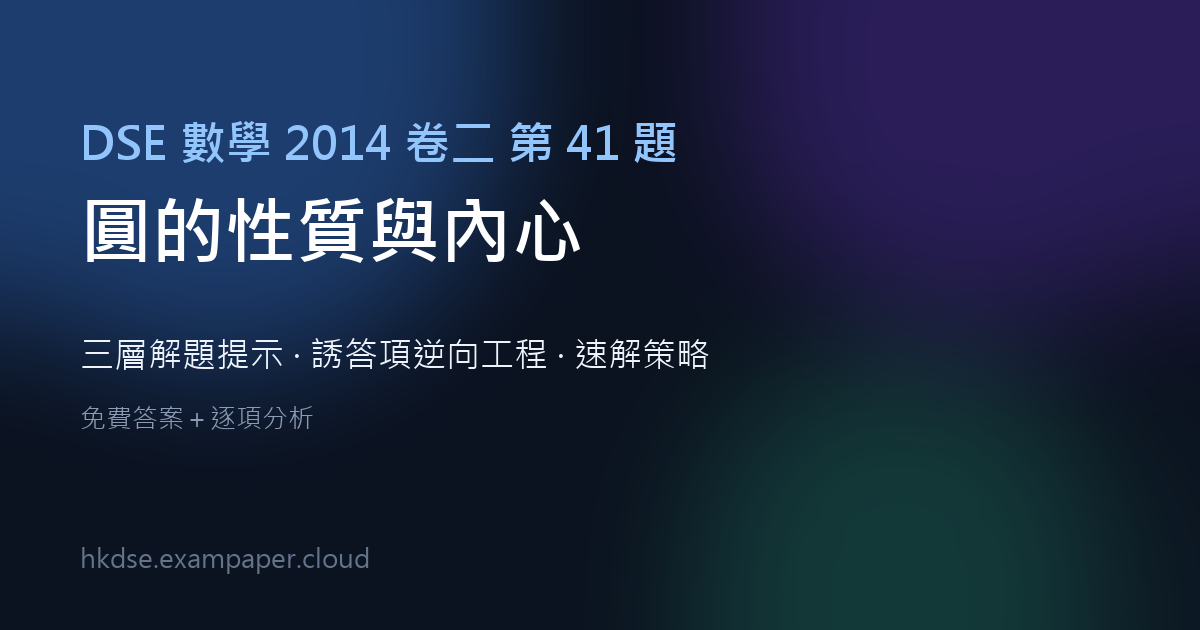 DSE 數學 2014 卷二 第 41 題
圓的性質與內心
三層解題提示 · 誘答項逆向工程 · 速解策略
免費答案 + 逐項分析
hkdse.exampaper.cloud